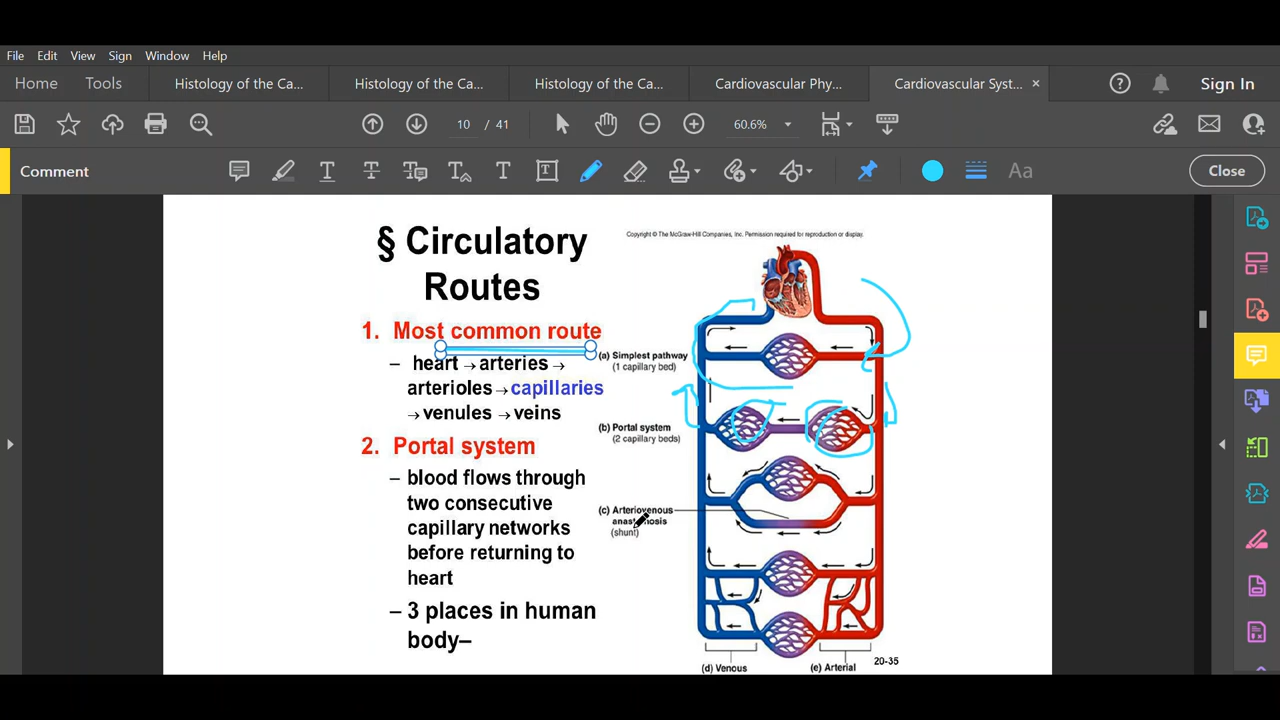 File Edit View Sign Window Help
Home Tools Histology of the Ca... Histology of the Ca... Histology of the Ca... Cardiovascular Phy... Cardiovascular Syst... × Sign In
10 / 41 60.6%
Comment Close
§ Circulatory
Routes
1. Most common route
– heart → arteries →
arterioles → capillaries
→ venules → veins
2. Portal system
– blood flows through
two consecutive
capillary networks
before returning to
heart
– 3 places in human
body–
Copyright © The McGraw-Hill Companies, Inc. Permission required for reproduction or display.
(a) Simplest pathway
(1 capillary bed)
(b) Portal system
(2 capillary beds)
(c) Arteriovenous
anastomosis
(shunt)
(d) Venous
(e) Arterial
20-35